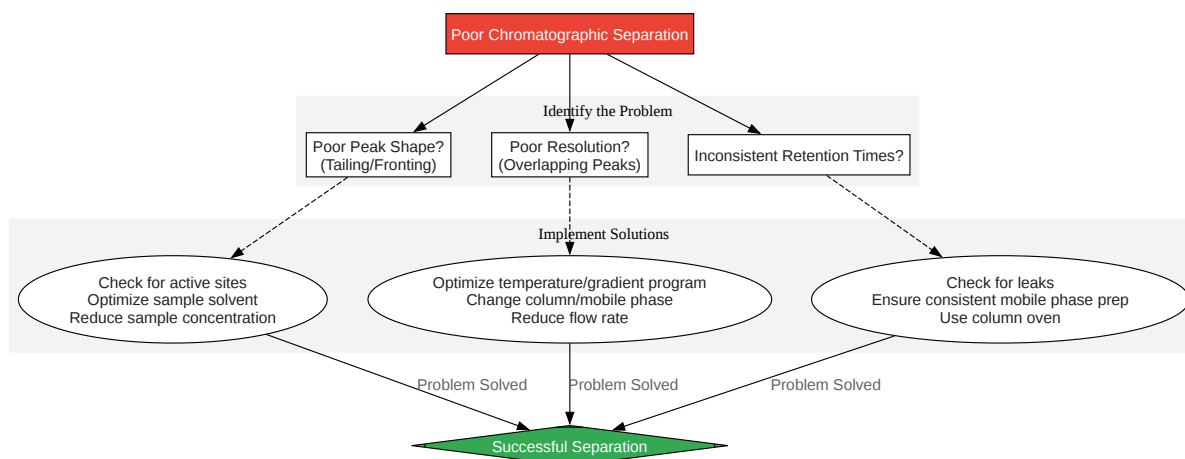 Poor Chromatographic Separation
Identify the Problem
Poor Peak Shape?
(Tailing/Fronting)
Poor Resolution?
(Overlapping Peaks)
Inconsistent Retention Times?
Implement Solutions
Check for active sites
Optimize sample solvent
Reduce sample concentration
Optimize temperature/gradient program
Change column/mobile phase
Reduce flow rate
Check for leaks
Ensure consistent mobile phase prep
Use column oven
Problem Solved
Problem Solved
Problem Solved
Successful Separation